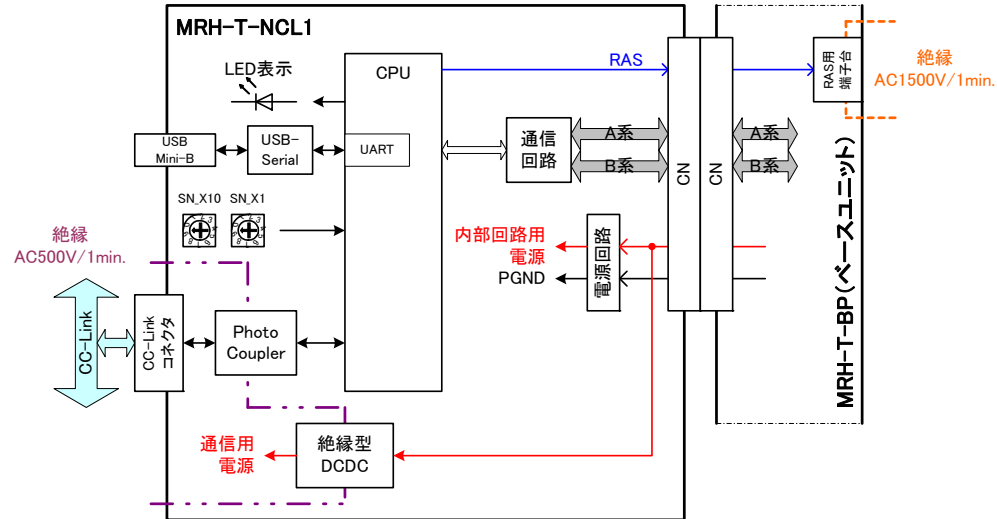 MRH-T-NCL1
LED表示
CPU
RAS
CN
CN
RAS用
端子台
絶縁
AC1500V/1min.
USB
Mini-B
USB-
Serial
UART
通信
回路
A系
B系
A系
B系
SN_X10
SN_X1
絶縁
AC500V/1min.
内部回路用
電源
PGND
電源回路
MRH-T-BP(ベースユニット)
CC-Link
CC-Link
コネクタ
Photo
Coupler
通信用
電源
絶縁型
DCDC